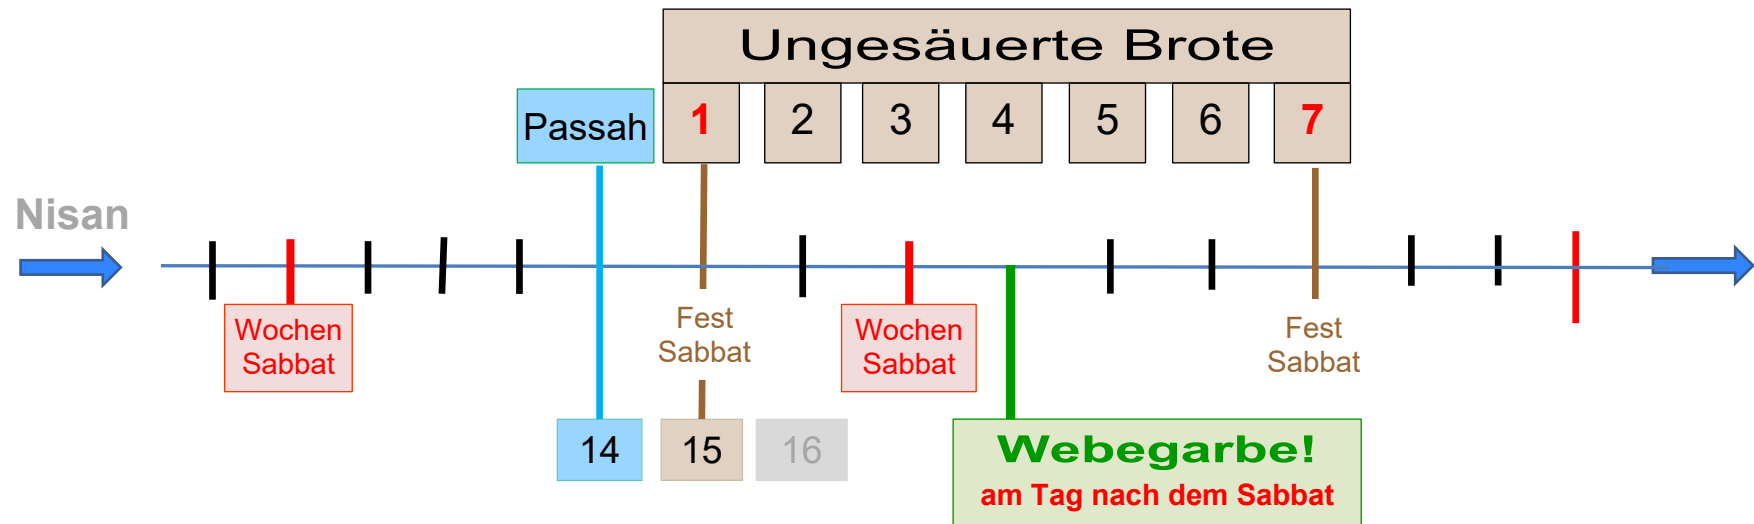 Ungesäuerte Brote
Passah
1 2 3 4 5 6 7
Nisan
Wochen
Sabbat
Fest
Sabbat
Wochen
Sabbat
Fest
Sabbat
14 15 16
Webegarbe!
am Tag nach dem Sabbat